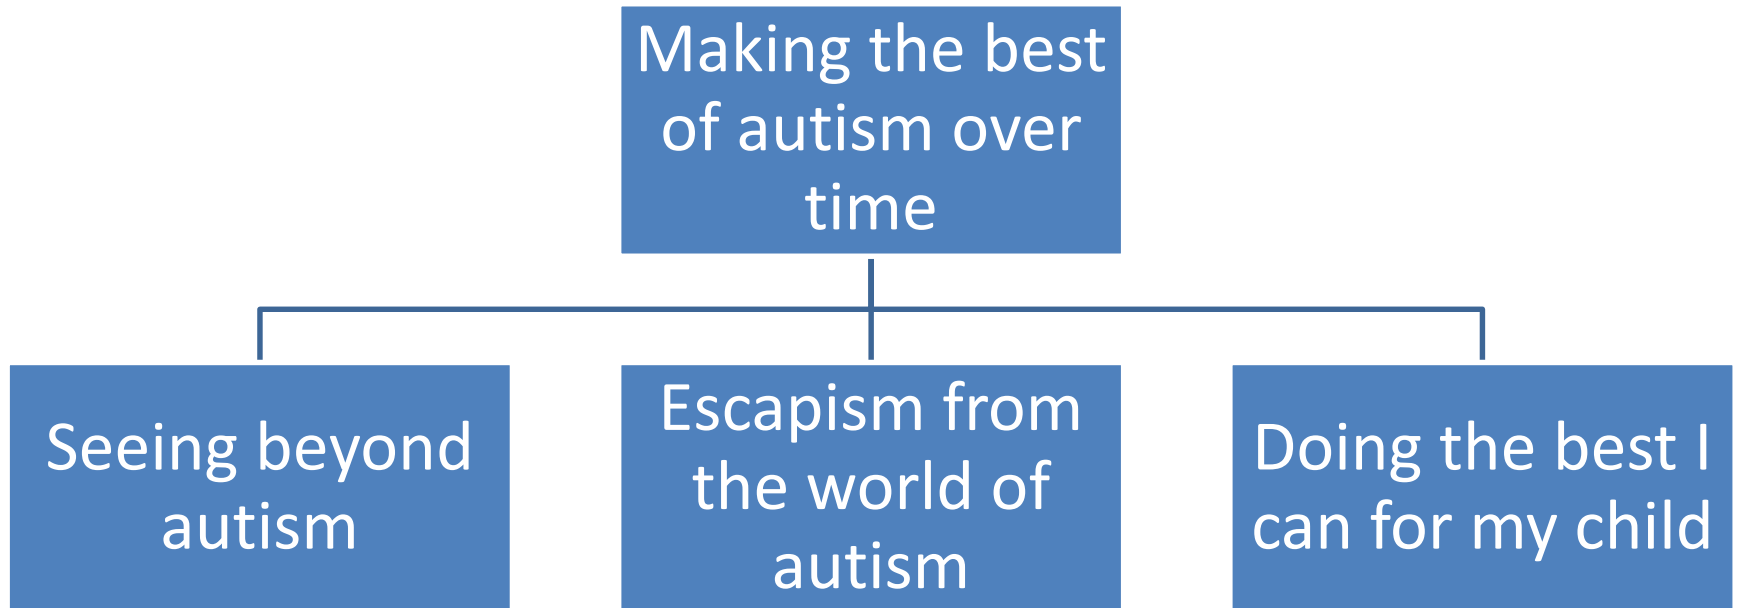 Making the best
of autism over
time
Seeing beyond
autism
Escapism from
the world of
autism
Doing the best I
can for my child